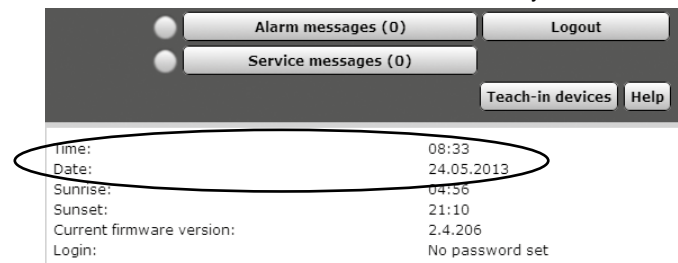 Alarm messages (0) Logout
Service messages (0)
Teach-in devices Help
Time: 08:33
Date: 24.05.2013
Sunrise: 04:56
Sunset: 21:10
Current firmware version: 2.4.206
Login: No password set